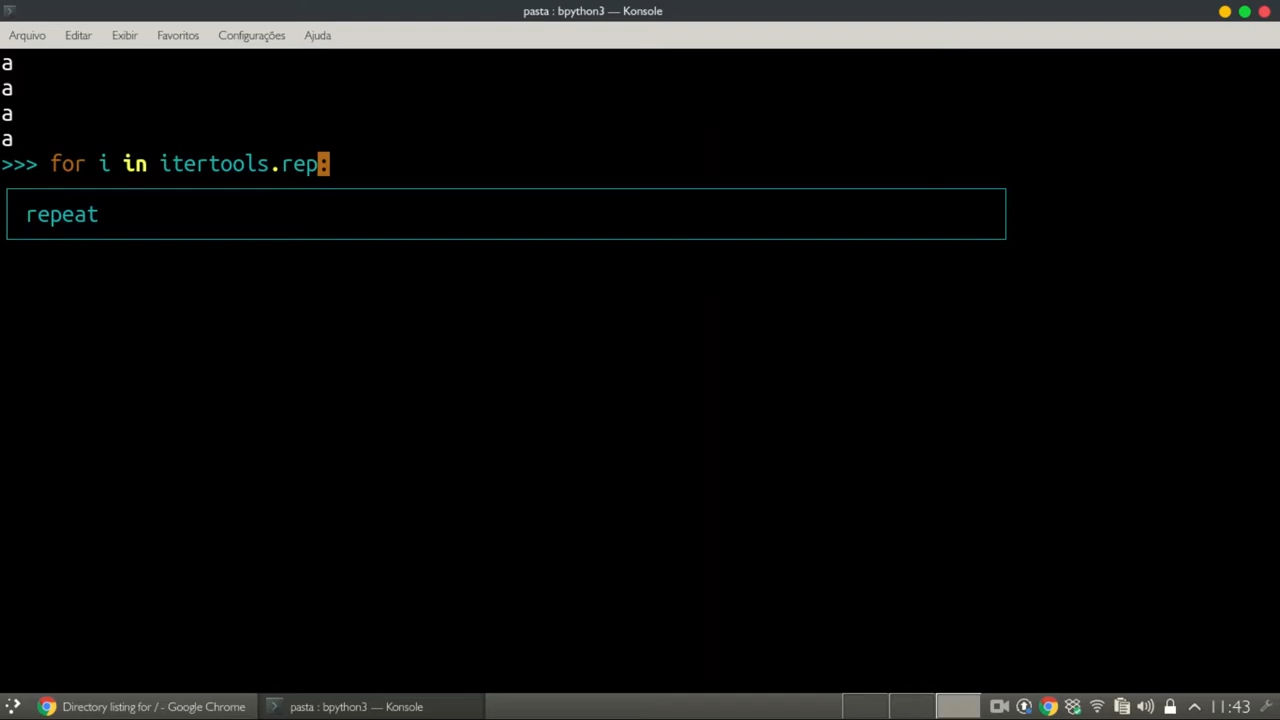 pasta : bpython3 — Konsole
Arquivo Editar Exibir Favoritos Configurações Ajuda
a
a
a
a
>>> for i in itertools.rep:
repeat
Directory listing for / - Google Chrome pasta : bpython3 — Konsole 11:43